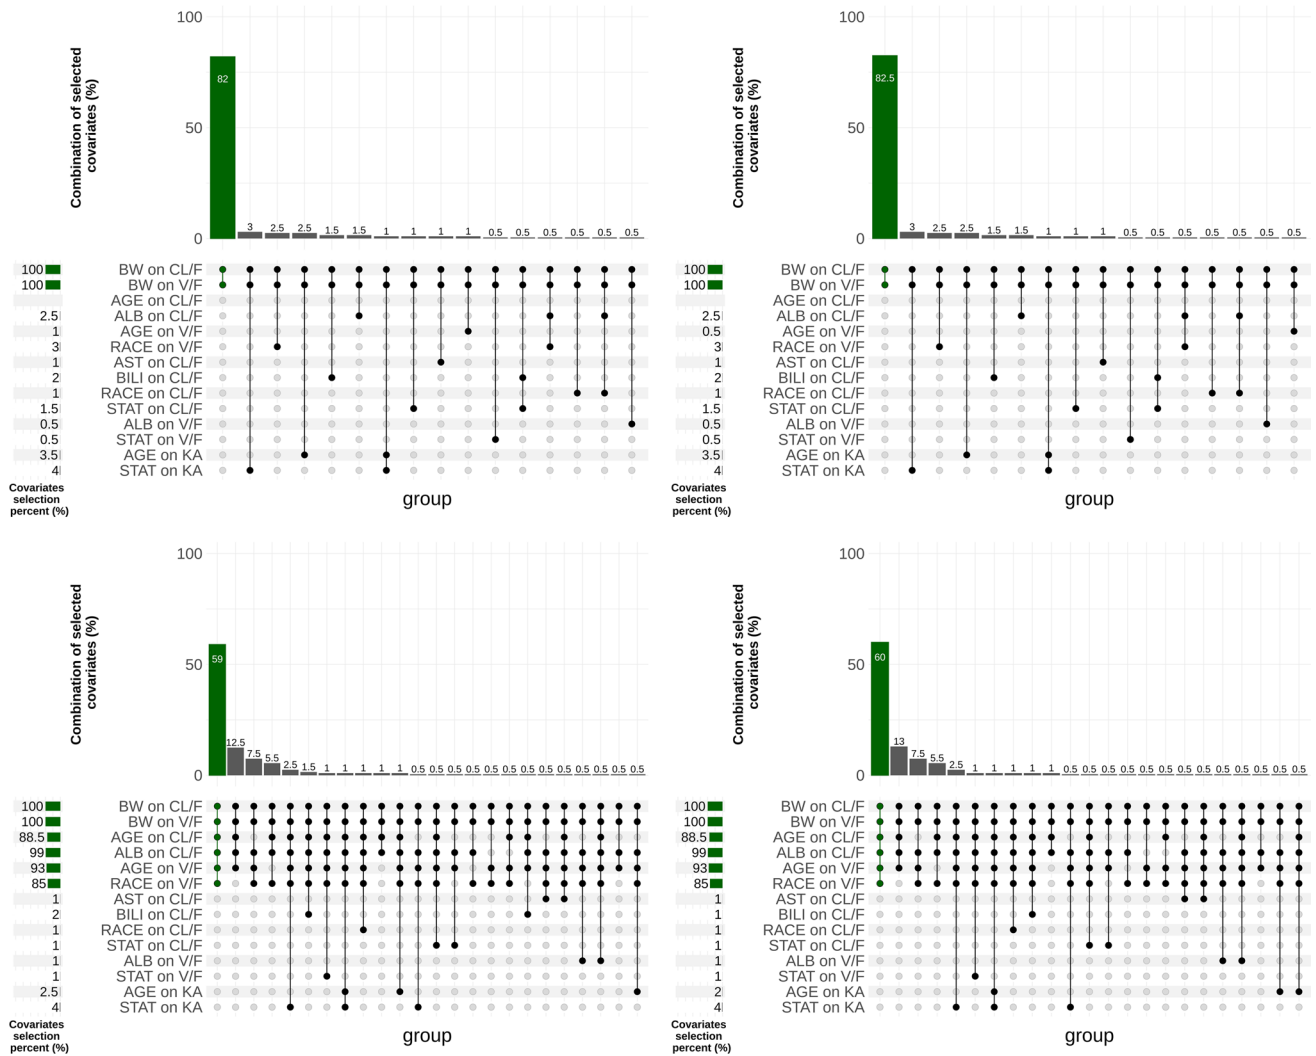 100
50
0
Combination of selected
covariates (%)
82
3
2.5
2.5
1.5
1.5
1
1
1
1
0.5
0.5
0.5
0.5
0.5
0.5
100 BW on CL/F
100 BW on V/F
AGE on CL/F
2.5 ALB on CL/F
1 AGE on V/F
3 RACE on V/F
1 AST on CL/F
2 BILI on CL/F
1 RACE on CL/F
1.5 STAT on CL/F
0.5 ALB on V/F
0.5 STAT on V/F
3.5 AGE on KA
4 STAT on KA
Covariates
selection
percent (%)
group
100
50
0
Combination of selected
covariates (%)
82.5
3
2.5
2.5
1.5
1.5
1
1
1
0.5
0.5
0.5
0.5
0.5
0.5
0.5
100 BW on CL/F
100 BW on V/F
AGE on CL/F
2.5 ALB on CL/F
0.5 AGE on V/F
3 RACE on V/F
1 AST on CL/F
2 BILI on CL/F
1 RACE on CL/F
1.5 STAT on CL/F
0.5 ALB on V/F
0.5 STAT on V/F
3.5 AGE on KA
4 STAT on KA
Covariates
selection
percent (%)
group
100
50
0
Combination of selected
covariates (%)
59
12.5
7.5
5.5
2.5
1.5
1
1
1
1
1
0.5
0.5
0.5
0.5
0.5
0.5
0.5
0.5
0.5
0.5
0.5
0.5
0.5
100 BW on CL/F
100 BW on V/F
88.5 AGE on CL/F
99 ALB on CL/F
93 AGE on V/F
85 RACE on V/F
1 AST on CL/F
2 BILI on CL/F
1 RACE on CL/F
1 STAT on CL/F
1 ALB on V/F
1 STAT on V/F
2.5 AGE on KA
4 STAT on KA
Covariates
selection
percent (%)
group
100
50
0
Combination of selected
covariates (%)
60
13
7.5
5.5
2.5
1
1
1
1
1
0.5
0.5
0.5
0.5
0.5
0.5
0.5
0.5
0.5
0.5
0.5
0.5
0.5
100 BW on CL/F
100 BW on V/F
88.5 AGE on CL/F
99 ALB on CL/F
93 AGE on V/F
85 RACE on V/F
1 AST on CL/F
1 BILI on CL/F
1 RACE on CL/F
1 STAT on CL/F
1 ALB on V/F
1 STAT on V/F
2 AGE on KA
4 STAT on KA
Covariates
selection
percent (%)
group